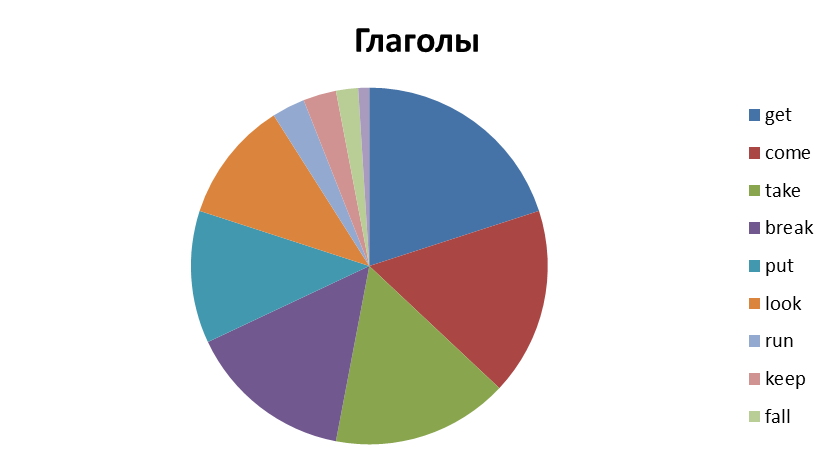 Глаголы
get
come
take
break
put
look
run
keep
fall